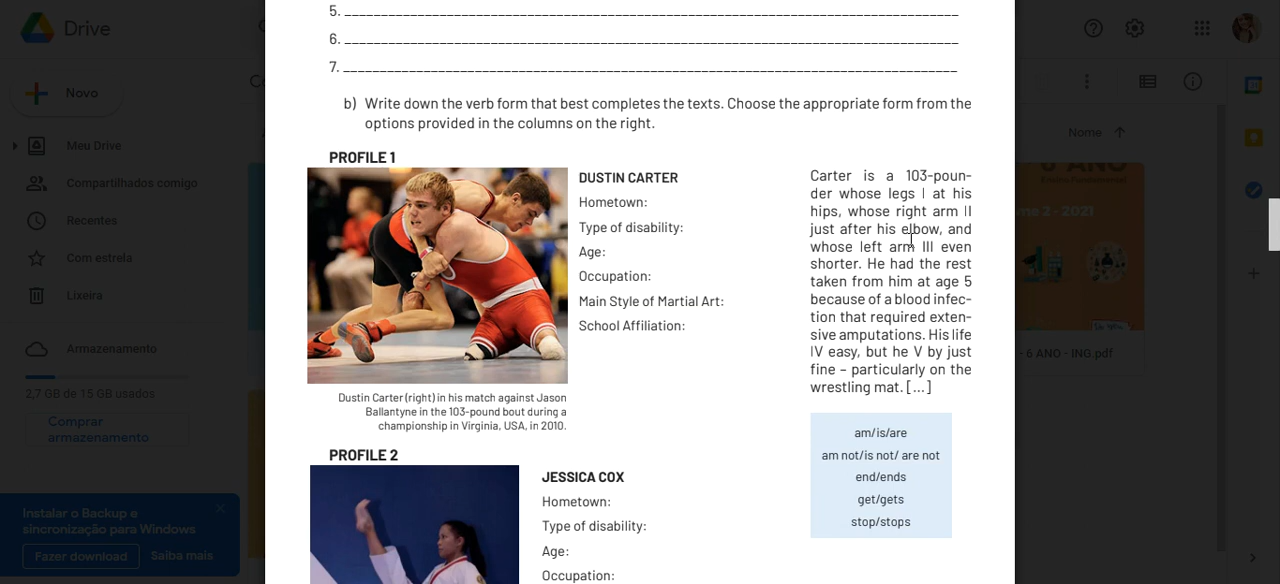 Drive
5. ______________________________________________
6. ______________________________________________
7. ______________________________________________
Novo
Meu Drive
Compartilhados comigo
Recentes
Com estrela
Lixeira
Armazenamento
2,7 GB de 15 GB usados
Comprar
armazenamento
Instalar o Backup e
sincronização para Windows
Fazer download
Saiba mais
b) Write down the verb form that best completes the texts. Choose the appropriate form from the
options provided in the columns on the right.
PROFILE 1
DUSTIN CARTER
Hometown:
Type of disability:
Age:
Occupation:
Main Style of Martial Art:
School Affiliation:
Dustin Carter (right) in his match against Jason
Ballantyne in the 103-pound bout during a
championship in Virginia, USA, in 2010.
Carter is a 103-poun-
der whose legs I at his
hips, whose right arm II
just after his elbow, and
whose left arm III even
shorter. He had the rest
taken from him at age 5
because of a blood infec-
tion that required exten-
sive amputations. His life
IV easy, but he V by just
fine – particularly on the
wrestling mat. [...]
am/is/are
am not/is not/ are not
end/ends
get/gets
stop/stops
PROFILE 2
JESSICA COX
Hometown:
Type of disability:
Age:
Occupation:
Nome
2 - 2021
- 6 ANO - ING.pdf